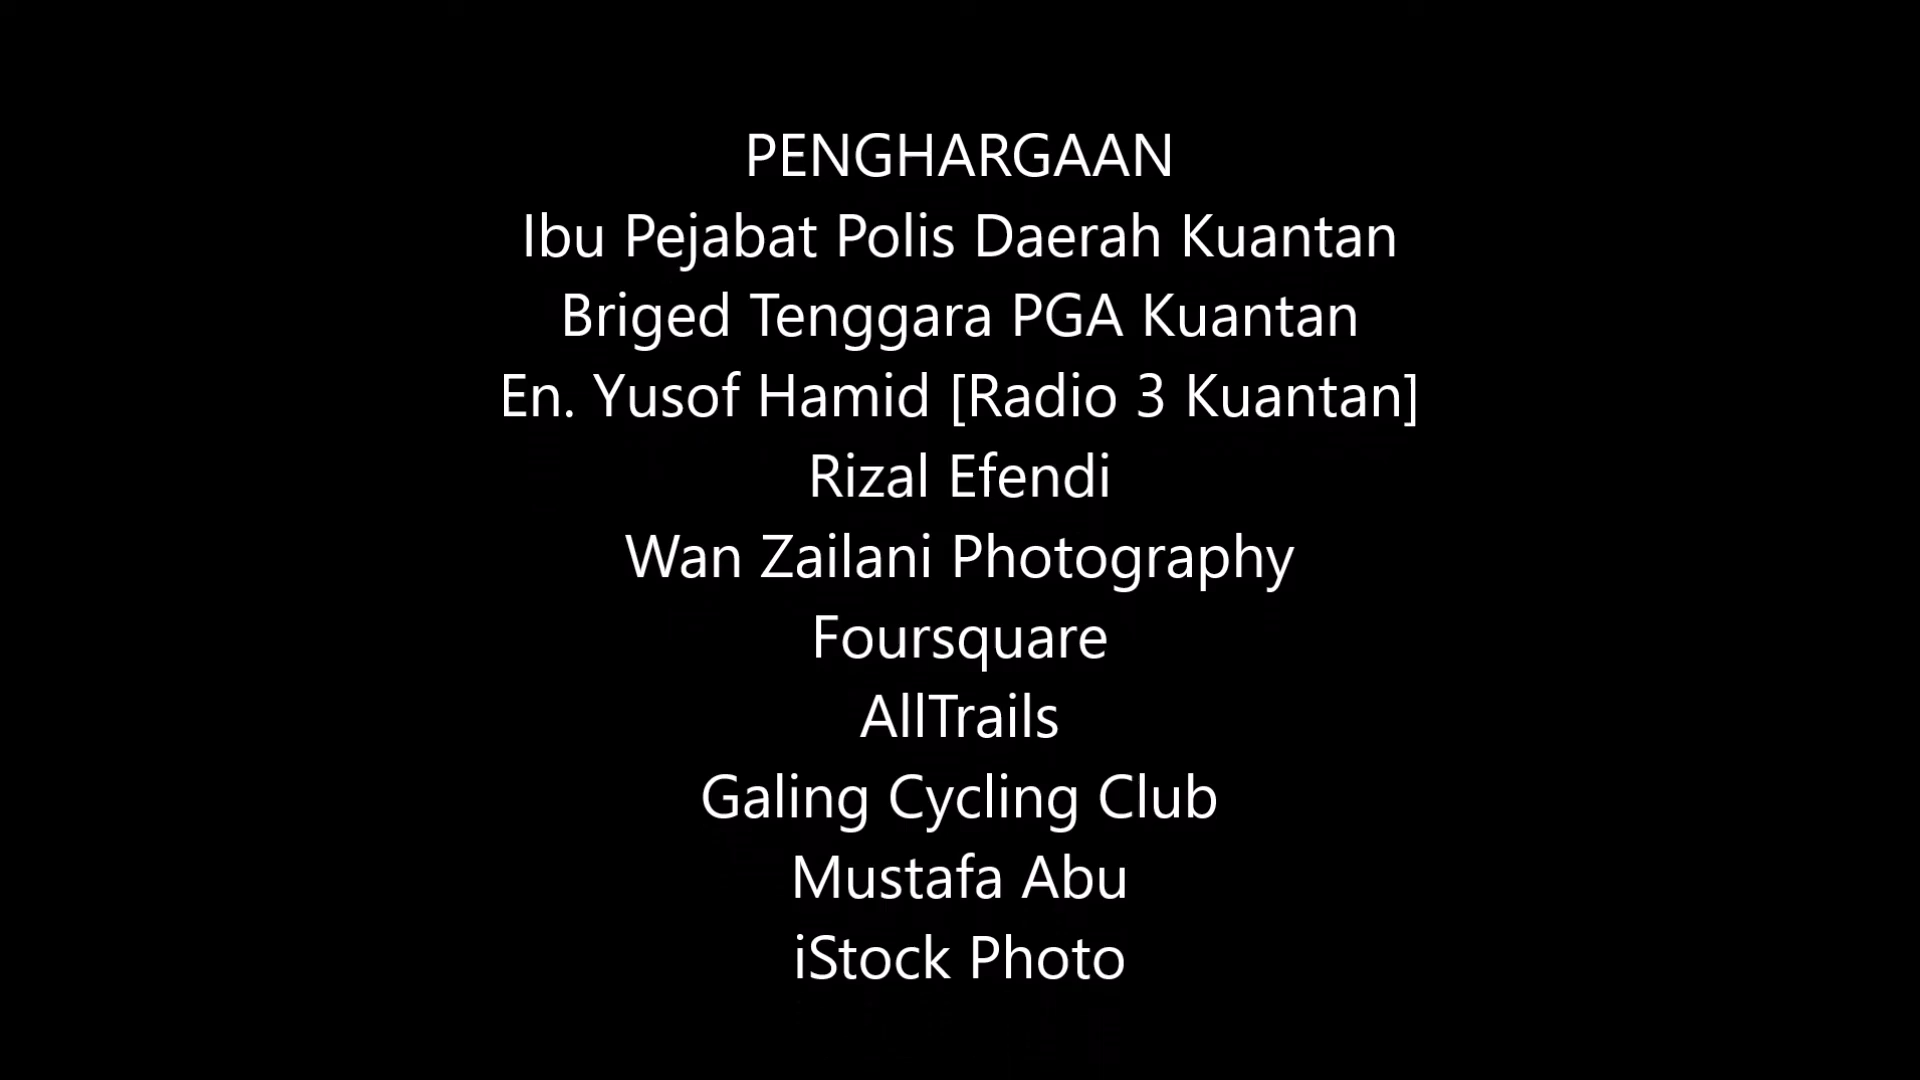 PENGHARGAAN
Ibu Pejabat Polis Daerah Kuantan
Briged Tenggara PGA Kuantan
En. Yusof Hamid [Radio 3 Kuantan]
Rizal Efendi
Wan Zailani Photography
Foursquare
AllTrails
Galing Cycling Club
Mustafa Abu
iStock Photo